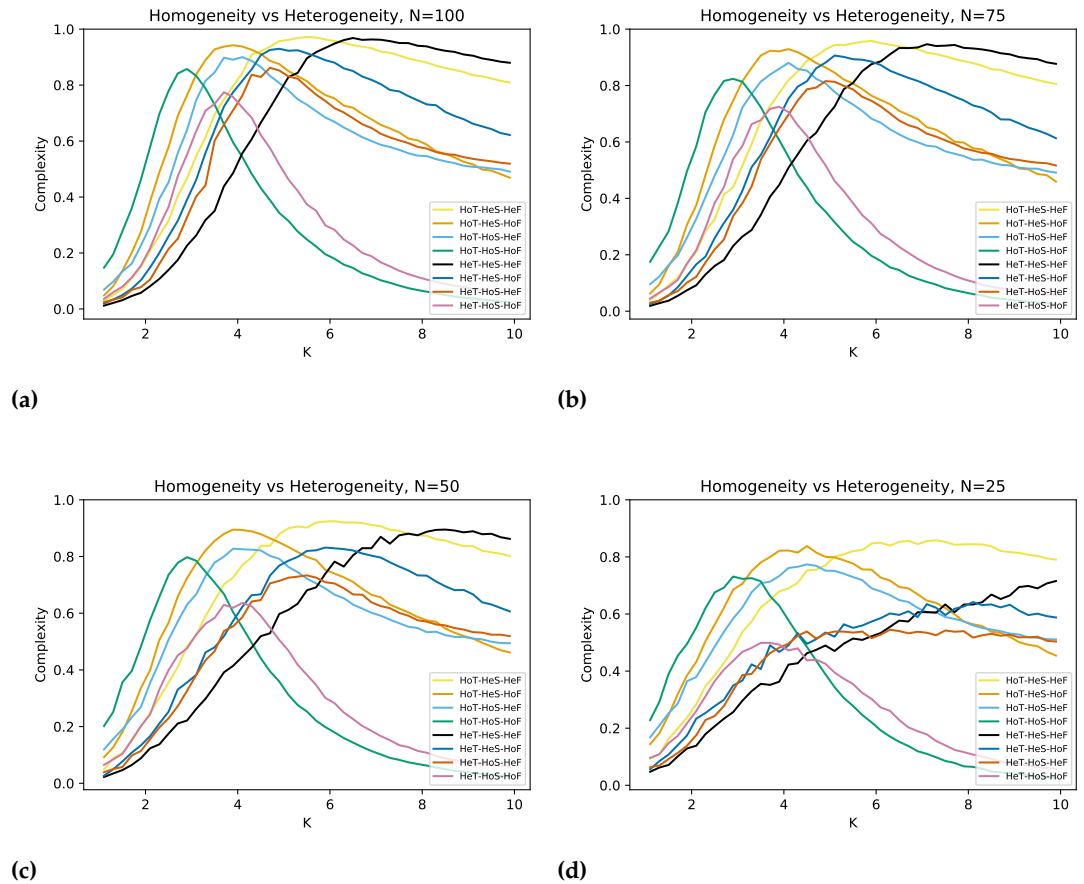 Homogeneity vs Heterogeneity, N=100
Complexity
1.0
0.8
0.6
0.4
0.2
0.0
HoT-HeS-HeF
HoT-HeS-HoF
HoT-HoS-HeF
HoT-HoS-HoF
HeT-HeS-HeF
HeT-HeS-HoF
HeT-HoS-HeF
HeT-HoS-HoF
2 4 6 8 10
K
(a)
Homogeneity vs Heterogeneity, N=75
Complexity
1.0
0.8
0.6
0.4
0.2
0.0
HoT-HeS-HeF
HoT-HeS-HoF
HoT-HoS-HeF
HoT-HoS-HoF
HeT-HeS-HeF
HeT-HeS-HoF
HeT-HoS-HeF
HeT-HoS-HoF
2 4 6 8 10
K
(b)
Homogeneity vs Heterogeneity, N=50
Complexity
1.0
0.8
0.6
0.4
0.2
0.0
HoT-HeS-HeF
HoT-HeS-HoF
HoT-HoS-HeF
HoT-HoS-HoF
HeT-HeS-HeF
HeT-HeS-HoF
HeT-HoS-HeF
HeT-HoS-HoF
2 4 6 8 10
K
(c)
Homogeneity vs Heterogeneity, N=25
Complexity
1.0
0.8
0.6
0.4
0.2
0.0
HoT-HeS-HeF
HoT-HeS-HoF
HoT-HoS-HeF
HoT-HoS-HoF
HeT-HeS-HeF
HeT-HeS-HoF
HeT-HoS-HeF
HeT-HoS-HoF
2 4 6 8 10
K
(d)